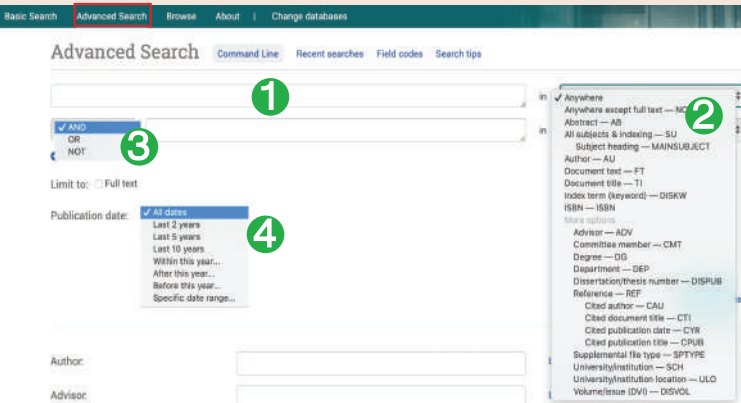 Basic Search Advanced Search Browse About | Change databases
Advanced Search Command Line Recent searches Field codes Search tips
1
in ✓ Anywhere
Anywhere except full text —
2
Abstract — AB
All subjects & indexing — SU
Subject heading — MAINSUBJECT
Author — AU
Document text — FT
Document title — TI
Index term (keyword) — DISKW
ISBN — ISBN
More options
Advisor — ADV
Committee member — CMT
Degree — DG
Department — DEP
Dissertation/thesis number — DISPUB
Reference — REF
Cited author — CAU
Cited document title — CTI
Cited publication date — CYR
Cited publication title — CPUB
Supplemental file type — SPTYPE
University/institution — SCH
University/institution location — ULO
Volume/issue (DVI) — DISVOL
✓ AND
OR
NOT
3
in
Limit to: Full text
Publication date: ✓ All dates
Last 2 years
Last 5 years
Last 10 years
Within this year...
After this year...
Before this year...
Specific date range...
4
Author:
Advisor: